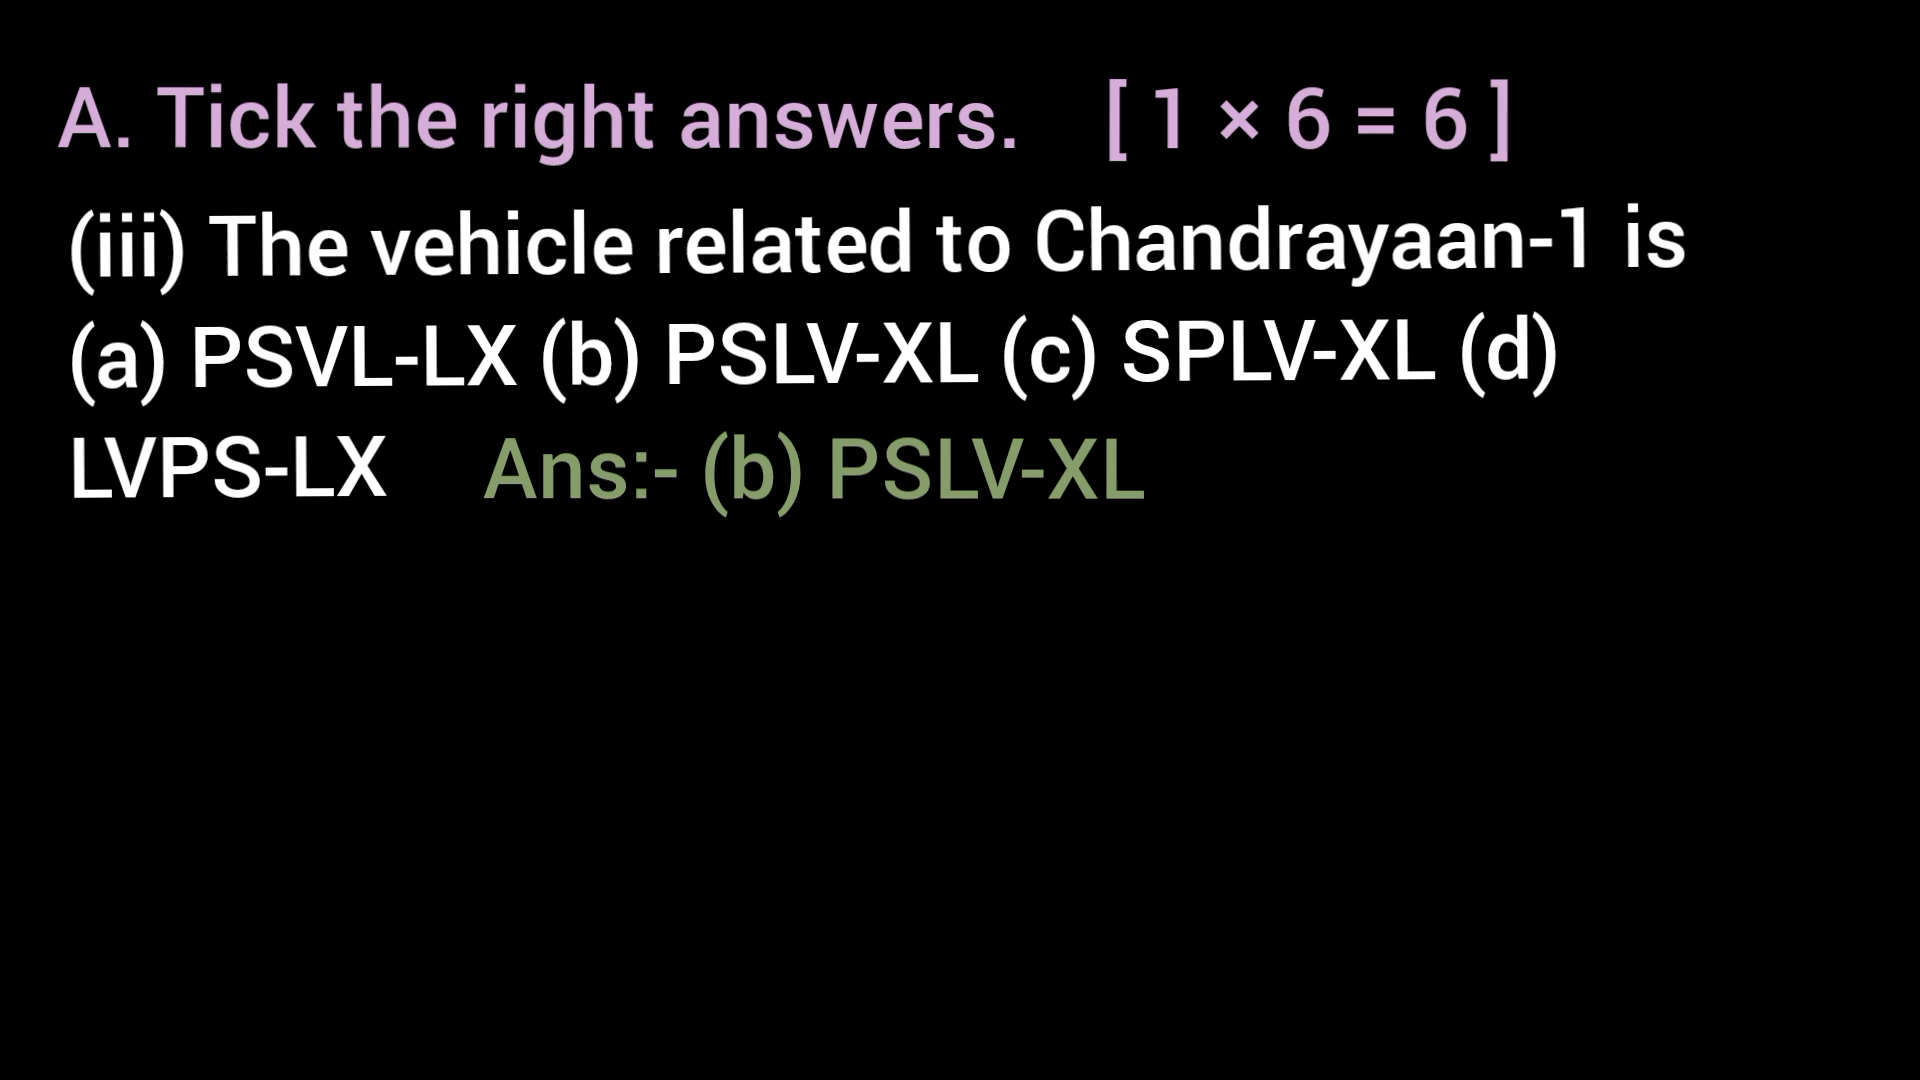 A. Tick the right answers. [ 1 × 6 = 6 ]
(iii) The vehicle related to Chandrayaan-1 is
(a) PSVL-LX (b) PSLV-XL (c) SPLV-XL (d)
LVPS-LX Ans:- (b) PSLV-XL